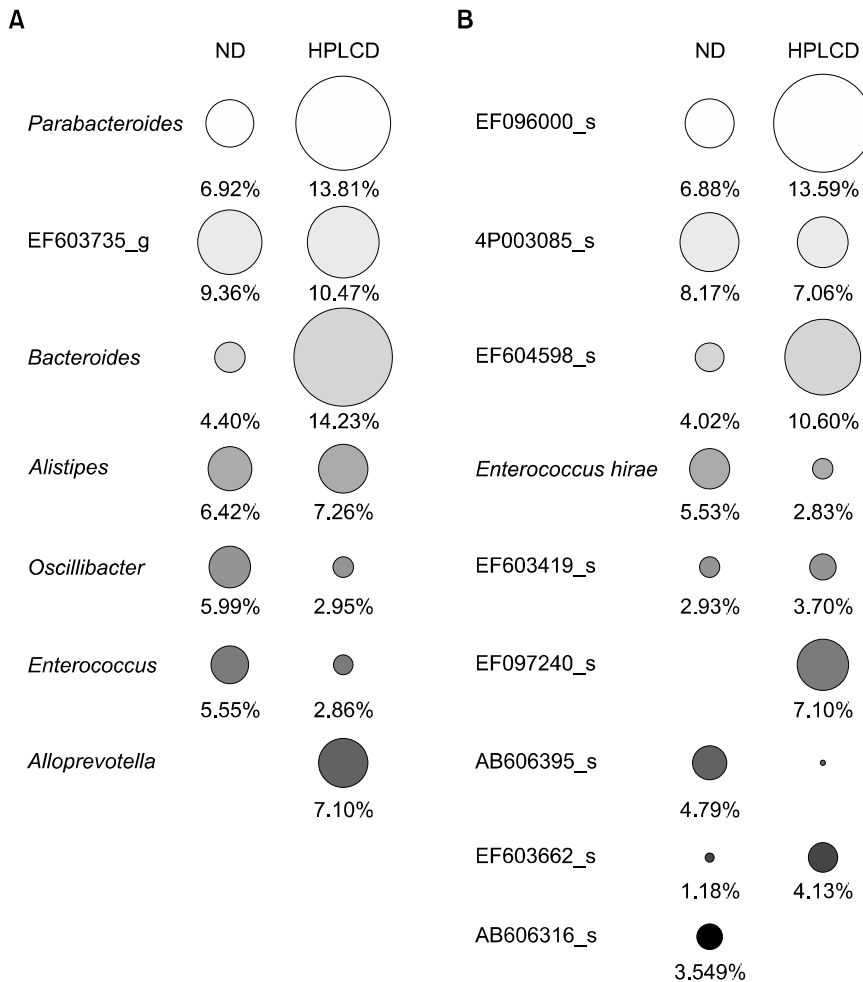 A
ND HPLCD
Parabacteroides
6.92% 13.81%
EF603735_g
9.36% 10.47%
Bacteroides
4.40% 14.23%
Alistipes
6.42% 7.26%
Oscillibacter
5.99% 2.95%
Enterococcus
5.55% 2.86%
Alloprevotella
7.10%
B
ND HPLCD
EF096000_s
6.88% 13.59%
4P003085_s
8.17% 7.06%
EF604598_s
4.02% 10.60%
Enterococcus hirae
5.53% 2.83%
EF603419_s
2.93% 3.70%
EF097240_s
7.10%
AB606395_s
4.79%
EF603662_s
1.18% 4.13%
AB606316_s
3.549%